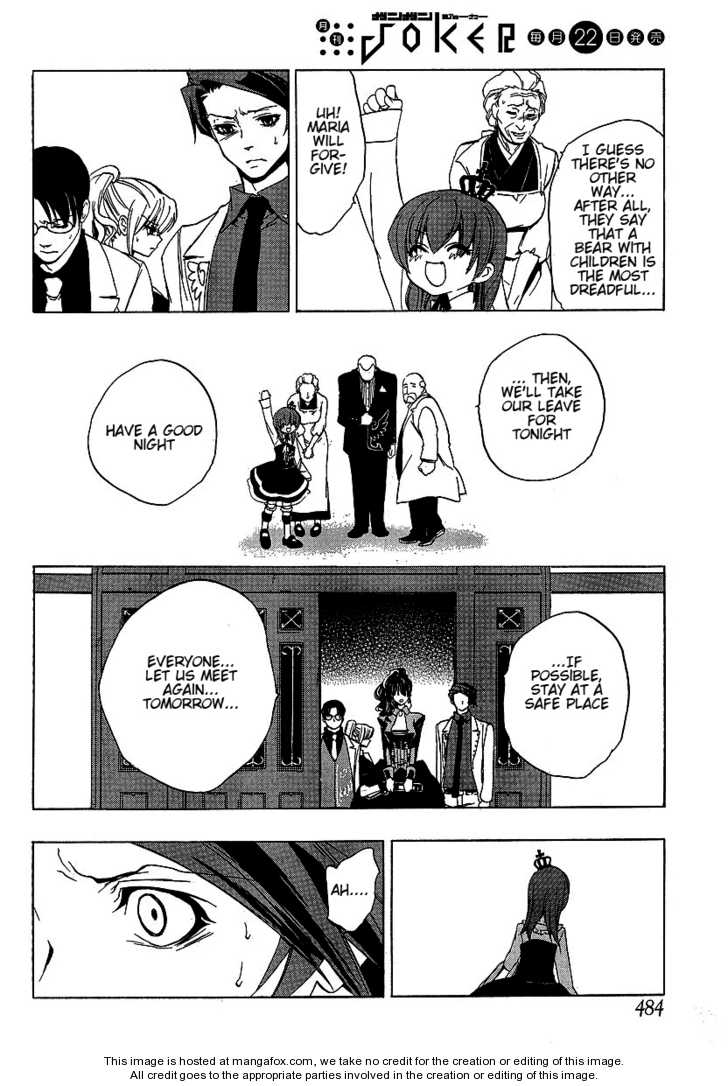 月刊
ガンガン
JOKER
毎月22日発売
I GUESS
THERE'S NO
OTHER
WAY...
AFTER ALL,
THEY SAY
THAT A
BEAR WITH
CHILDREN IS
THE MOST
DREADFUL...
UH!
MARIA
WILL
FOR-
GIVE!
... THEN,
WE'LL TAKE
OUR LEAVE
FOR
TONIGHT
HAVE A GOOD
NIGHT
...IF
POSSIBLE,
STAY AT A
SAFE PLACE
EVERYONE...
LET US MEET
AGAIN...
TOMORROW...
AH....
484
This image is hosted at mangafox.com, we take no credit for the creation or editing of this image.
All credit goes to the appropriate parties involved in the creation or editing of this image.